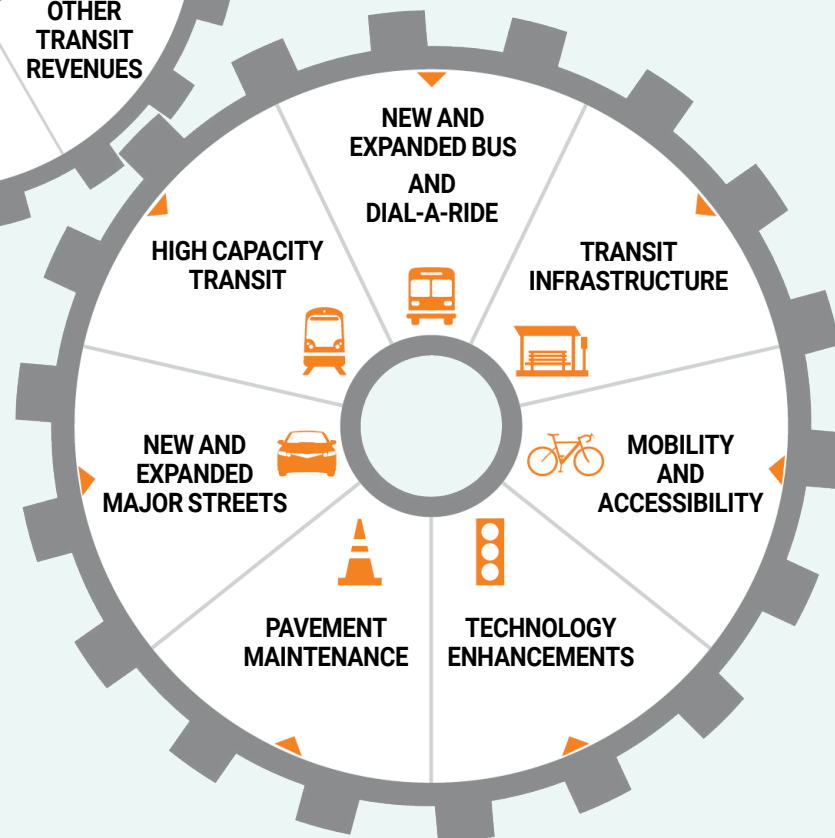 OTHER
TRANSIT
REVENUES
NEW AND
EXPANDED BUS
AND
DIAL-A-RIDE
HIGH CAPACITY
TRANSIT
TRANSIT
INFRASTRUCTURE
NEW AND
EXPANDED
MAJOR STREETS
MOBILITY
AND
ACCESSIBILITY
PAVEMENT
MAINTENANCE
TECHNOLOGY
ENHANCEMENTS